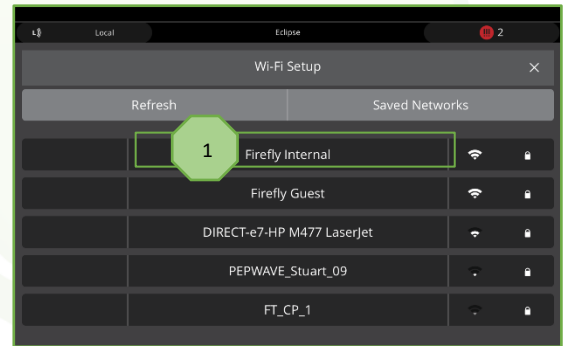 L)) Local Eclipse 2
Wi-Fi Setup ×
Refresh Saved Networks
1 Firefly Internal
Firefly Guest
DIRECT-e7-HP M477 LaserJet
PEPWAVE_Stuart_09
FT_CP_1